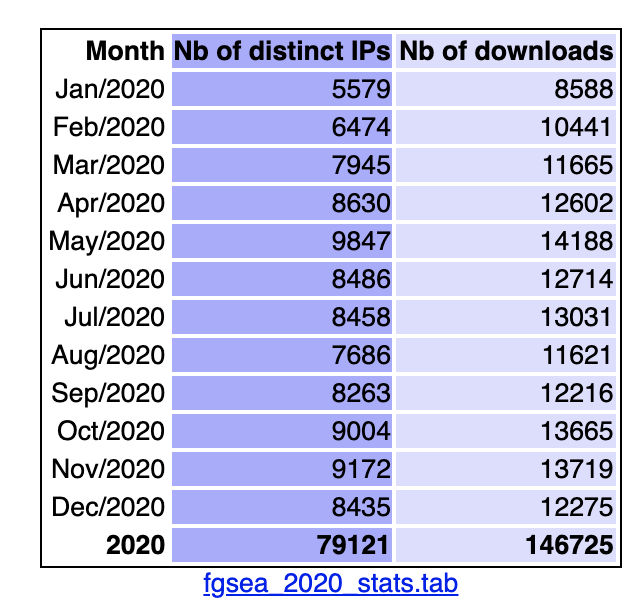 Month Nb of distinct IPs Nb of downloads
Jan/2020 5579 8588
Feb/2020 6474 10441
Mar/2020 7945 11665
Apr/2020 8630 12602
May/2020 9847 14188
Jun/2020 8486 12714
Jul/2020 8458 13031
Aug/2020 7686 11621
Sep/2020 8263 12216
Oct/2020 9004 13665
Nov/2020 9172 13719
Dec/2020 8435 12275
2020 79121 146725
fgsea_2020_stats.tab